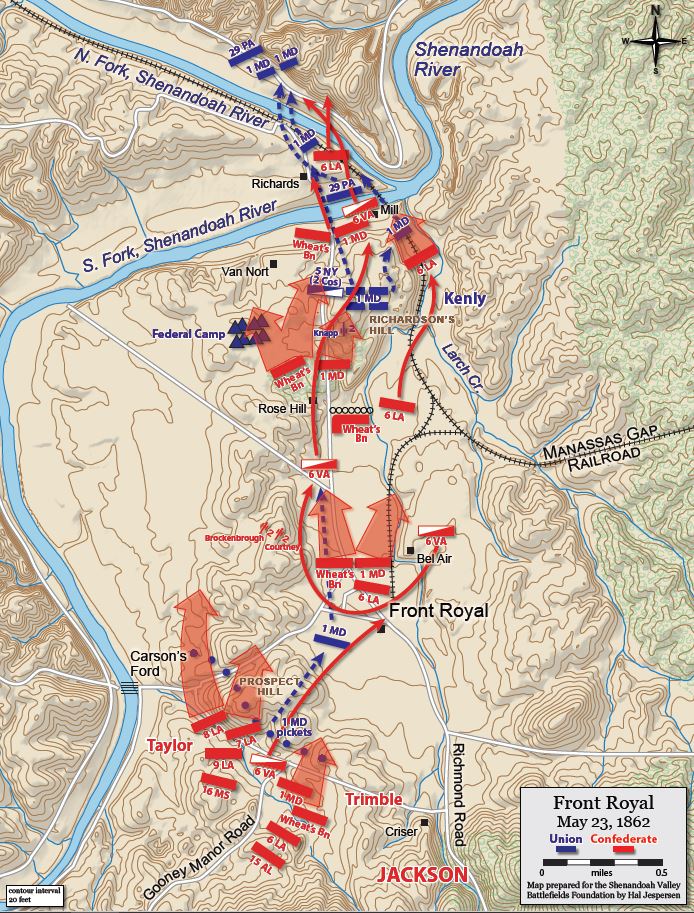 29 PA
1 MD
1 MD
N
W
E
S
Shenandoah
River
N. Fork, Shenandoah River
1 MD
6 LA
Richards
29 PA
S. Fork, Shenandoah River
6 VA
Mill
Wheat's
Bn
1 MD
1 MD
6 LA
Van Nort
5 NY
(2 Cos)
1 MD
Kenly
Federal Camp
Knapp
2
RICHARDSON'S
HILL
Larch Cr.
Wheat's
Bn
1 MD
Rose Hill
6 LA
Wheat's
Bn
MANASSAS GAP
RAILROAD
6 VA
2
2
Brockenbrough
Courtney
6 VA
Bel Air
Wheat's
Bn
1 MD
6 LA
Front Royal
1 MD
Carson's
Ford
PROSPECT
HILL
1 MD
pickets
8 LA
7 LA
Taylor
9 LA
6 VA
16 MS
1 MD
Trimble
Wheat's Bn
6 LA
15 AL
Criser
Richmond Road
Gooney Manor Road
JACKSON
Front Royal
May 23, 1862
Union Confederate
0 miles 0.5
Map prepared for the Shenandoah Valley
Battlefields Foundation by Hal Jespersen
contour interval
20 feet